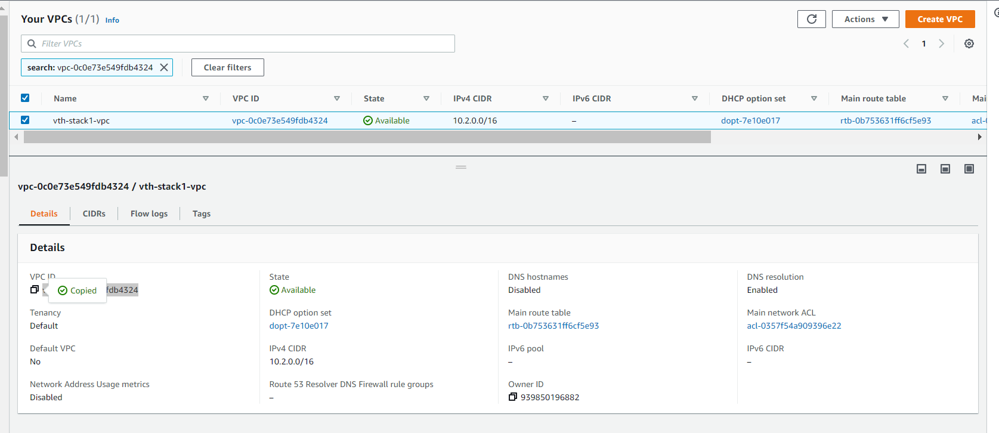 Your VPCs (1/1) Info
Actions
Create VPC
Filter VPCs
1
search: vpc-0c0e73e549fdb4324
Clear filters
Name VPC ID State IPv4 CIDR IPv6 CIDR DHCP option set Main route table Mai
vth-stack1-vpc vpc-0c0e73e549fdb4324 Available 10.2.0.0/16 – dopt-7e10e017 rtb-0b753631ff6cf5e93 acl-
vpc-0c0e73e549fdb4324 / vth-stack1-vpc
Details CIDRs Flow logs Tags
Details
VPC ID State DNS hostnames DNS resolution
Copied fdb4324 Available Disabled Enabled
Tenancy DHCP option set Main route table Main network ACL
Default dopt-7e10e017 rtb-0b753631ff6cf5e93 acl-0357f54a909396e22
Default VPC IPv4 CIDR IPv6 pool IPv6 CIDR
No 10.2.0.0/16 – –
Network Address Usage metrics Route 53 Resolver DNS Firewall rule groups Owner ID
Disabled – 939850196882